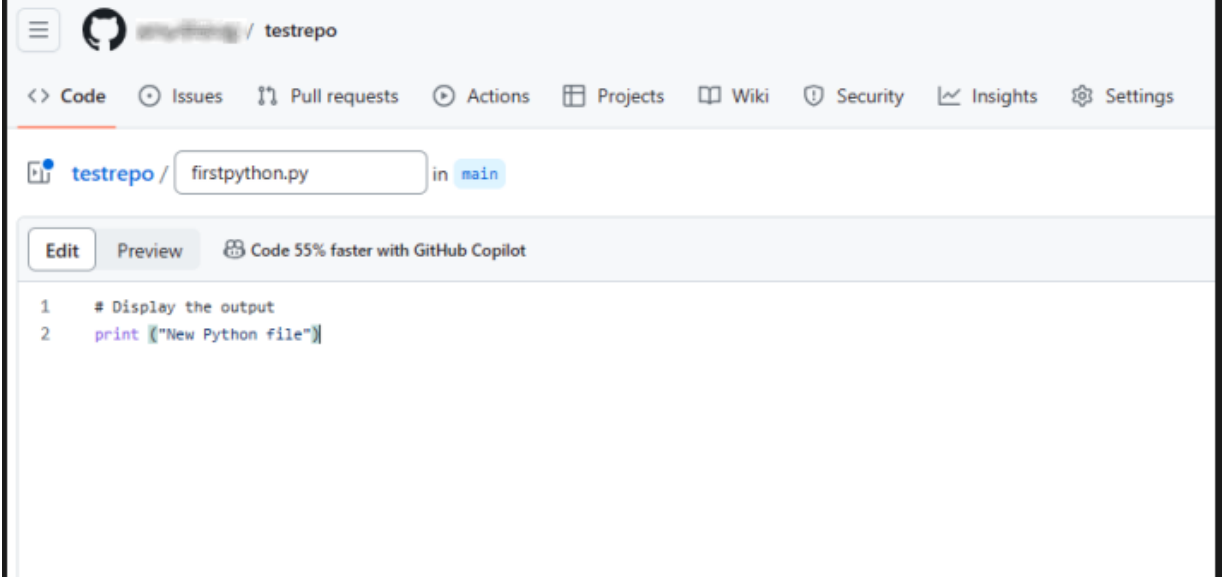 / testrepo
<> Code Issues Pull requests Actions Projects Wiki Security Insights Settings
testrepo / firstpython.py in main
Edit Preview Code 55% faster with GitHub Copilot
1 # Display the output
2 print ("New Python file")